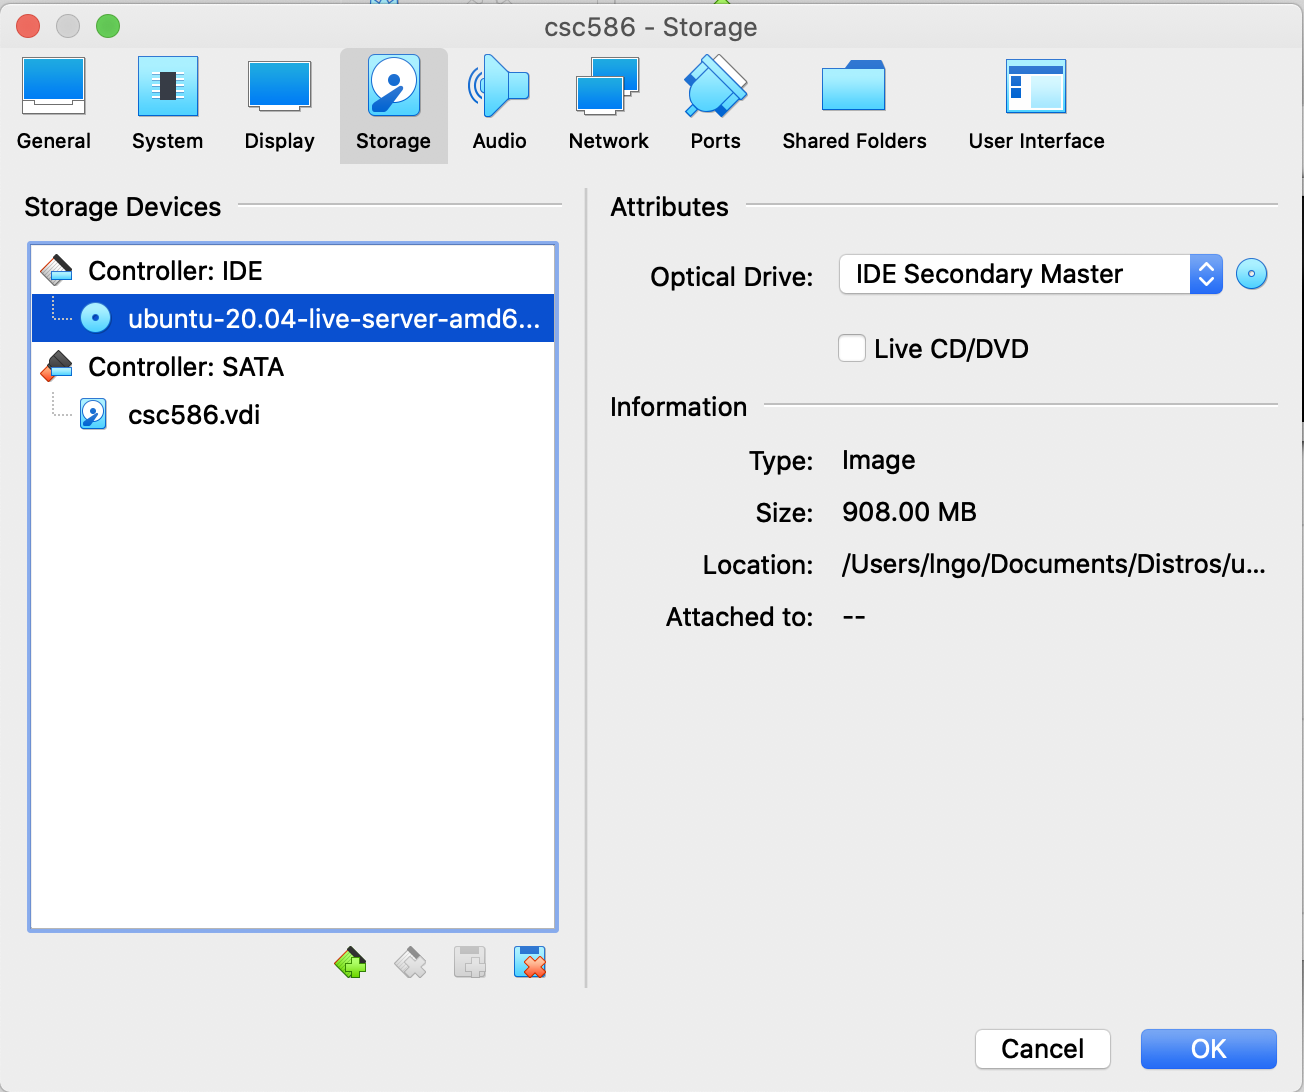 csc586 - Storage
General
System
Display
Storage
Audio
Network
Ports
Shared Folders
User Interface
Storage Devices
Controller: IDE
ubuntu-20.04-live-server-amd6...
Controller: SATA
csc586.vdi
Attributes
Optical Drive: IDE Secondary Master
Live CD/DVD
Information
Type: Image
Size: 908.00 MB
Location: /Users/Ingo/Documents/Distros/u...
Attached to: --
Cancel
OK